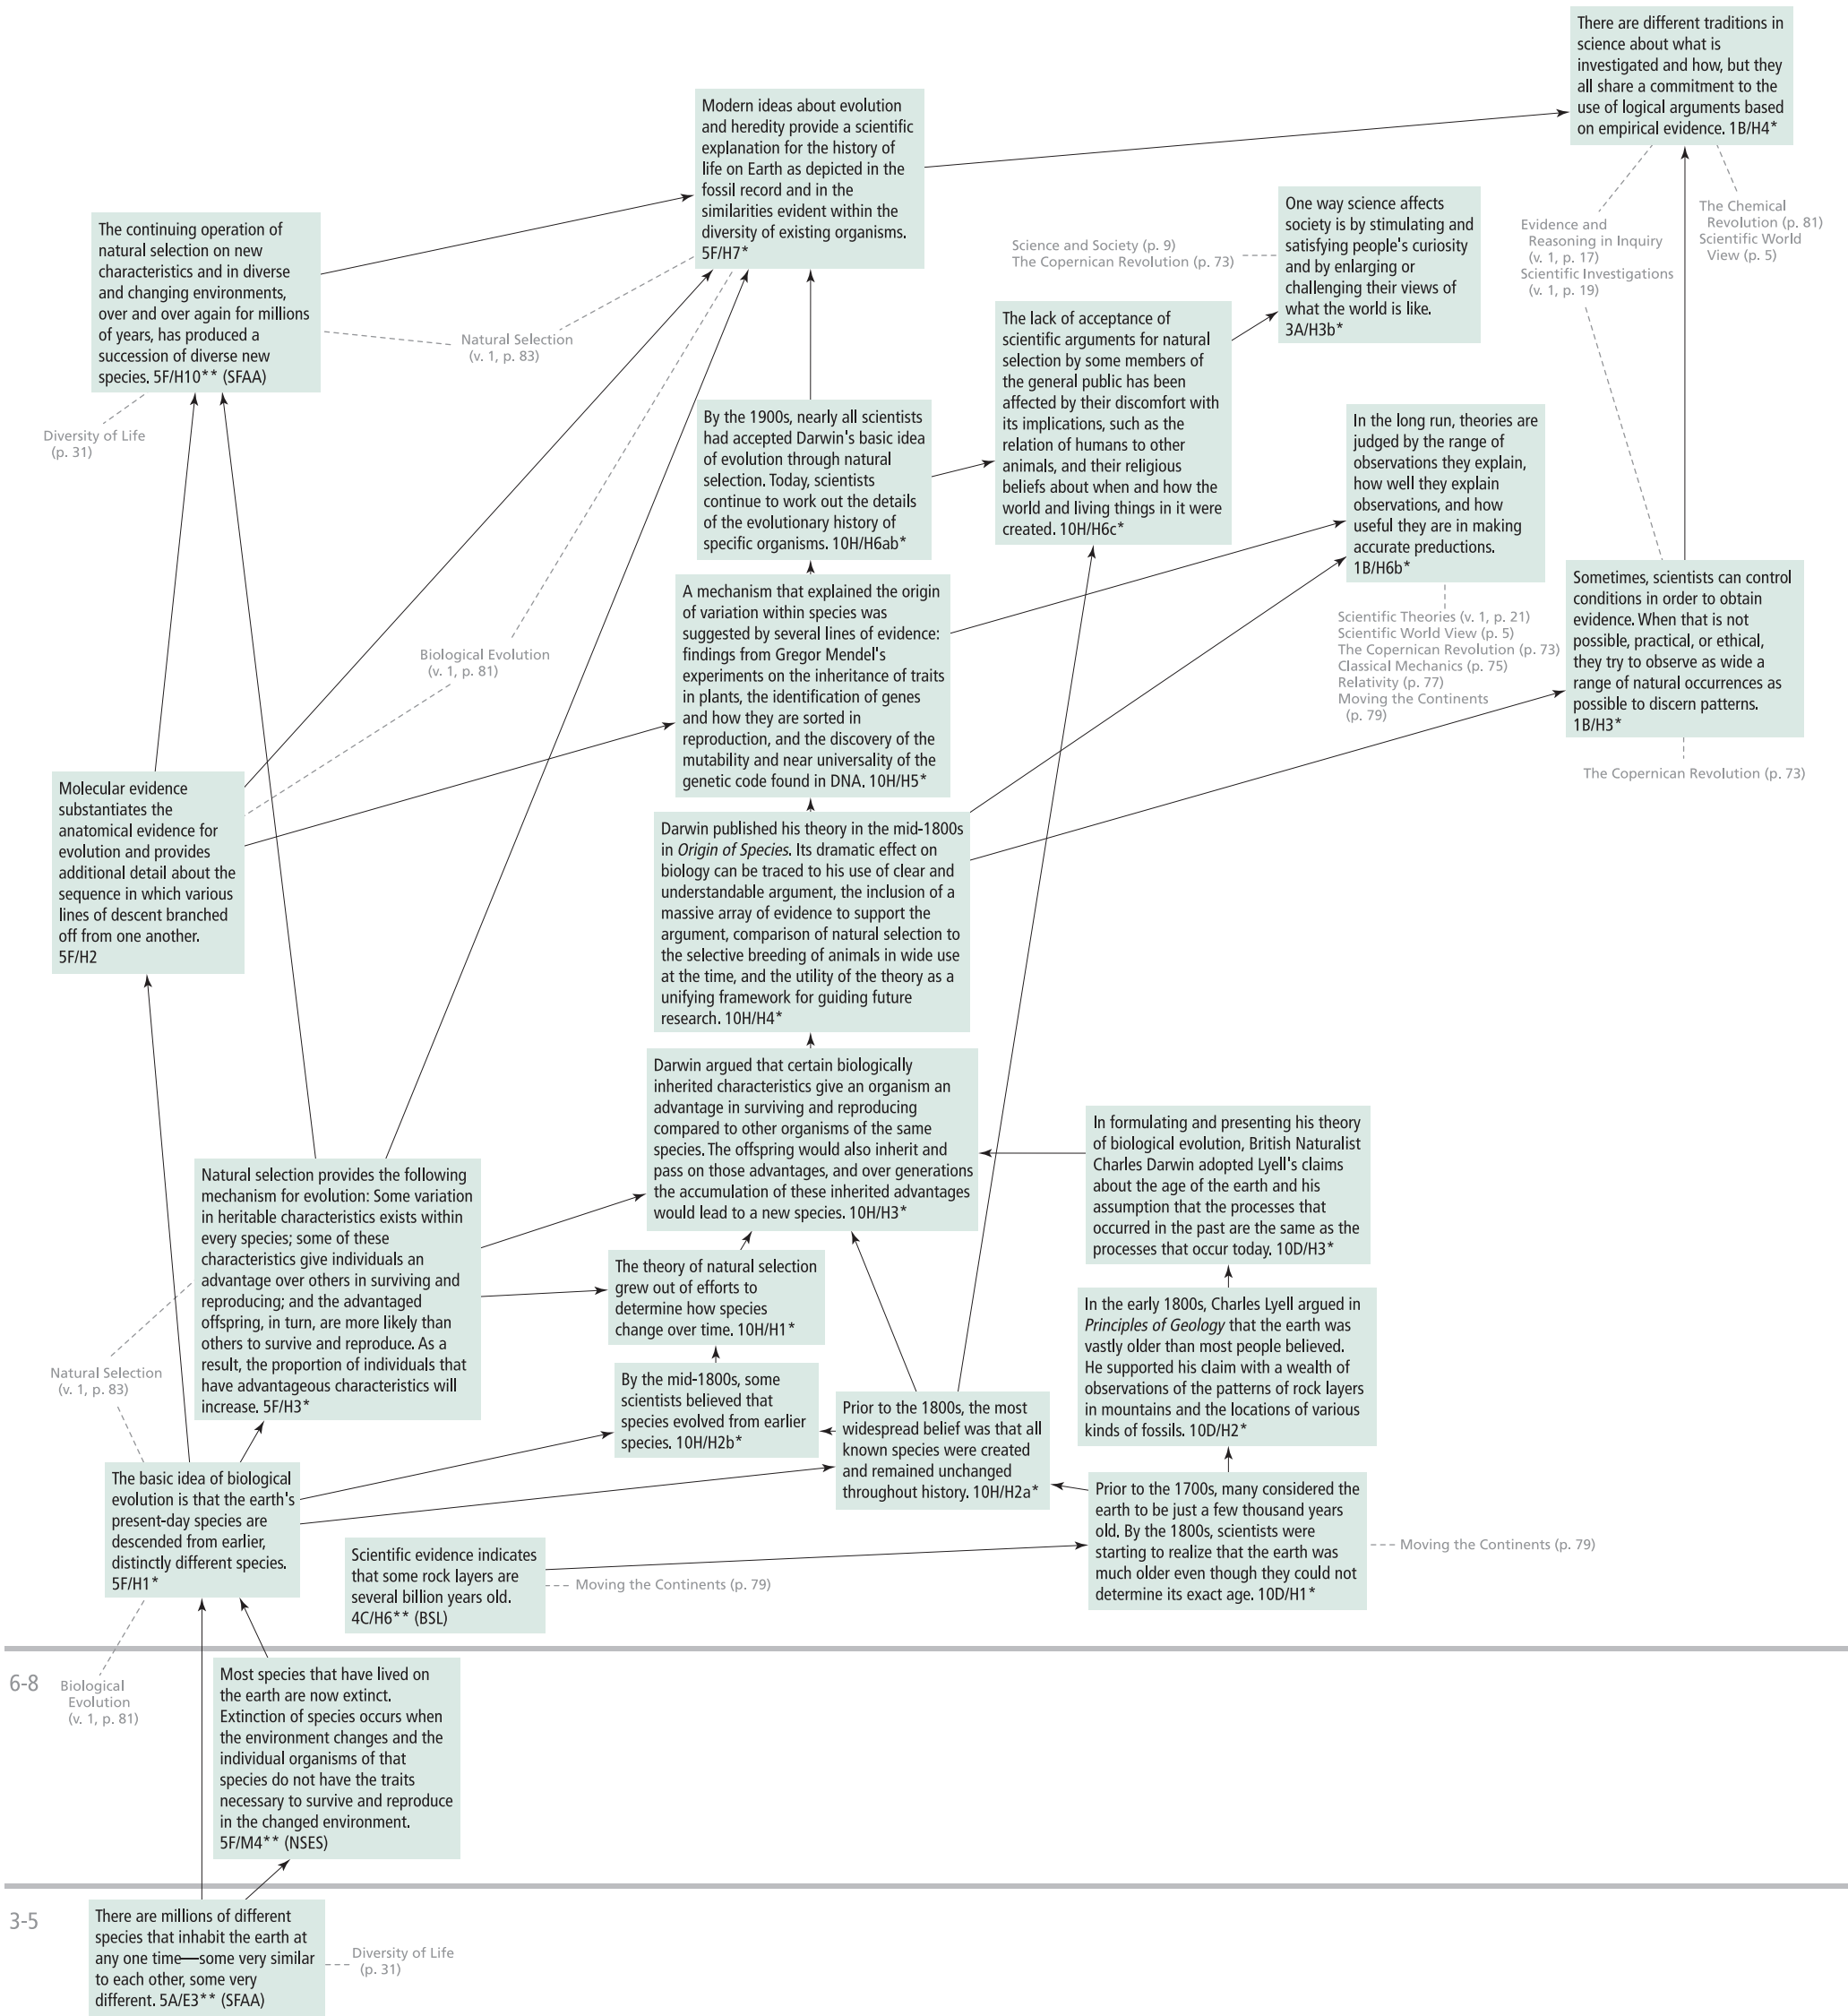 There are different traditions in
science about what is
investigated and how, but they
all share a commitment to the
use of logical arguments based
on empirical evidence. 1B/H4*
Modern ideas about evolution
and heredity provide a scientific
explanation for the history of
life on Earth as depicted in the
fossil record and in the
similarities evident within the
diversity of existing organisms.
5F/H7*
One way science affects
society is by stimulating and
satisfying people's curiosity
and by enlarging or
challenging their views of
what the world is like.
3A/H3b*
The Chemical
Revolution (p. 81)
Scientific World
View (p. 5)
Evidence and
Reasoning in Inquiry
(v. 1, p. 17)
Scientific Investigations
(v. 1, p. 19)
Science and Society (p. 9)
The Copernican Revolution (p. 73)
The continuing operation of
natural selection on new
characteristics and in diverse
and changing environments,
over and over again for millions
of years, has produced a
succession of diverse new
species. 5F/H10** (SFAA)
Natural Selection
(v. 1, p. 83)
Diversity of Life
(p. 31)
The lack of acceptance of
scientific arguments for natural
selection by some members of
the general public has been
affected by their discomfort with
its implications, such as the
relation of humans to other
animals, and their religious
beliefs about when and how the
world and living things in it were
created. 10H/H6c*
By the 1900s, nearly all scientists
had accepted Darwin's basic idea
of evolution through natural
selection. Today, scientists
continue to work out the details
of the evolutionary history of
specific organisms. 10H/H6ab*
In the long run, theories are
judged by the range of
observations they explain,
how well they explain
observations, and how
useful they are in making
accurate preductions.
1B/H6b*
Scientific Theories (v. 1, p. 21)
Scientific World View (p. 5)
The Copernican Revolution (p. 73)
Classical Mechanics (p. 75)
Relativity (p. 77)
Moving the Continents
(p. 79)
Sometimes, scientists can control
conditions in order to obtain
evidence. When that is not
possible, practical, or ethical,
they try to observe as wide a
range of natural occurrences as
possible to discern patterns.
1B/H3*
The Copernican Revolution (p. 73)
A mechanism that explained the origin
of variation within species was
suggested by several lines of evidence:
findings from Gregor Mendel's
experiments on the inheritance of traits
in plants, the identification of genes
and how they are sorted in
reproduction, and the discovery of the
mutability and near universality of the
genetic code found in DNA. 10H/H5*
Biological Evolution
(v. 1, p. 81)
Molecular evidence
substantiates the
anatomical evidence for
evolution and provides
additional detail about the
sequence in which various
lines of descent branched
off from one another.
5F/H2
Darwin published his theory in the mid-1800s
in Origin of Species. Its dramatic effect on
biology can be traced to his use of clear and
understandable argument, the inclusion of a
massive array of evidence to support the
argument, comparison of natural selection to
the selective breeding of animals in wide use
at the time, and the utility of the theory as a
unifying framework for guiding future
research. 10H/H4*
Darwin argued that certain biologically
inherited characteristics give an organism an
advantage in surviving and reproducing
compared to other organisms of the same
species. The offspring would also inherit and
pass on those advantages, and over generations
the accumulation of these inherited advantages
would lead to a new species. 10H/H3*
In formulating and presenting his theory
of biological evolution, British Naturalist
Charles Darwin adopted Lyell's claims
about the age of the earth and his
assumption that the processes that
occurred in the past are the same as the
processes that occur today. 10D/H3*
Natural selection provides the following
mechanism for evolution: Some variation
in heritable characteristics exists within
every species; some of these
characteristics give individuals an
advantage over others in surviving and
reproducing; and the advantaged
offspring, in turn, are more likely than
others to survive and reproduce. As a
result, the proportion of individuals that
have advantageous characteristics will
increase. 5F/H3*
The theory of natural selection
grew out of efforts to
determine how species
change over time. 10H/H1*
In the early 1800s, Charles Lyell argued in
Principles of Geology that the earth was
vastly older than most people believed.
He supported his claim with a wealth of
observations of the patterns of rock layers
in mountains and the locations of various
kinds of fossils. 10D/H2*
Natural Selection
(v. 1, p. 83)
By the mid-1800s, some
scientists believed that
species evolved from earlier
species. 10H/H2b*
Prior to the 1800s, the most
widespread belief was that all
known species were created
and remained unchanged
throughout history. 10H/H2a*
The basic idea of biological
evolution is that the earth's
present-day species are
descended from earlier,
distinctly different species.
5F/H1*
Prior to the 1700s, many considered the
earth to be just a few thousand years
old. By the 1800s, scientists were
starting to realize that the earth was
much older even though they could not
determine its exact age. 10D/H1*
Moving the Continents (p. 79)
Scientific evidence indicates
that some rock layers are
several billion years old.
4C/H6** (BSL)
Moving the Continents (p. 79)
6-8
Biological
Evolution
(v. 1, p. 81)
Most species that have lived on
the earth are now extinct.
Extinction of species occurs when
the environment changes and the
individual organisms of that
species do not have the traits
necessary to survive and reproduce
in the changed environment.
5F/M4** (NSES)
3-5
There are millions of different
species that inhabit the earth at
any one time—some very similar
to each other, some very
different. 5A/E3** (SFAA)
Diversity of Life
(p. 31)